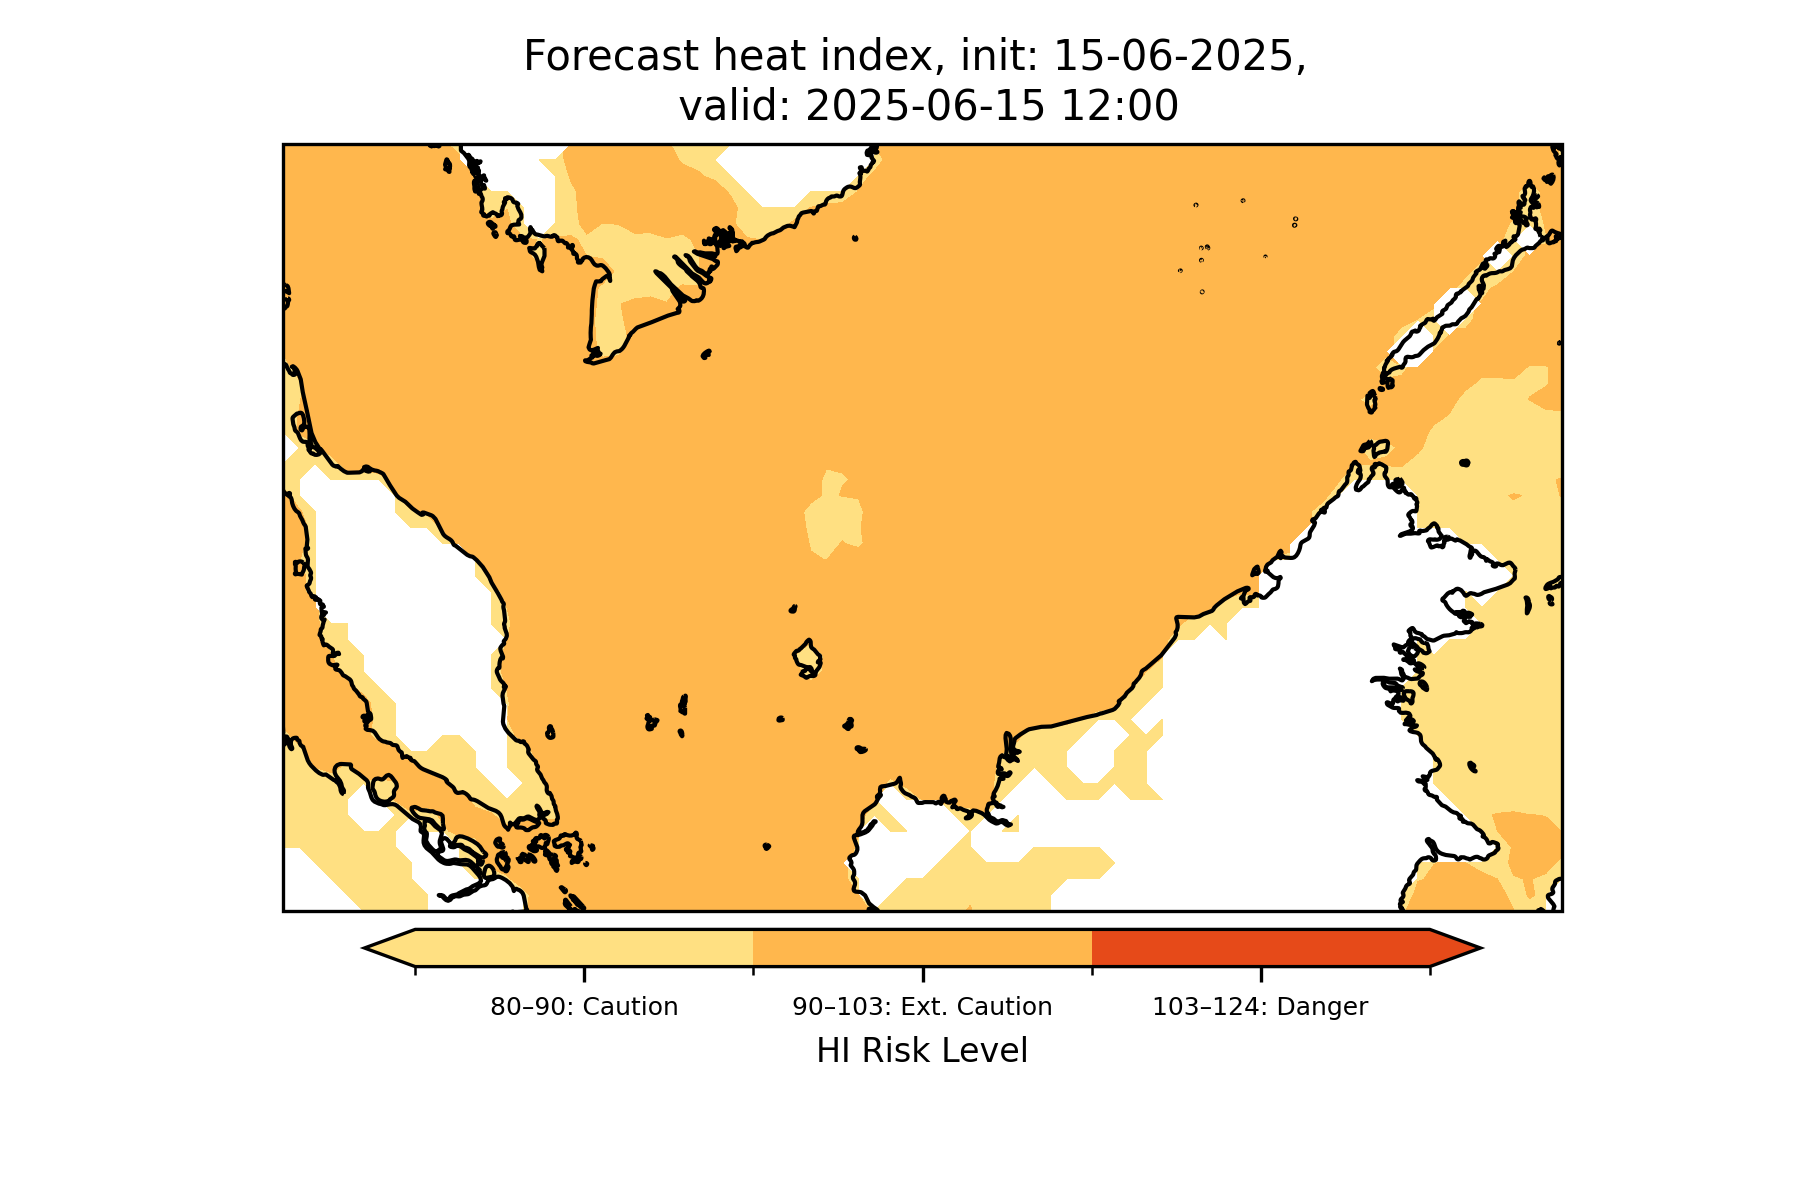 Forecast heat index, init: 15-06-2025,
valid: 2025-06-15 12:00
80–90: Caution
90–103: Ext. Caution
103–124: Danger
HI Risk Level